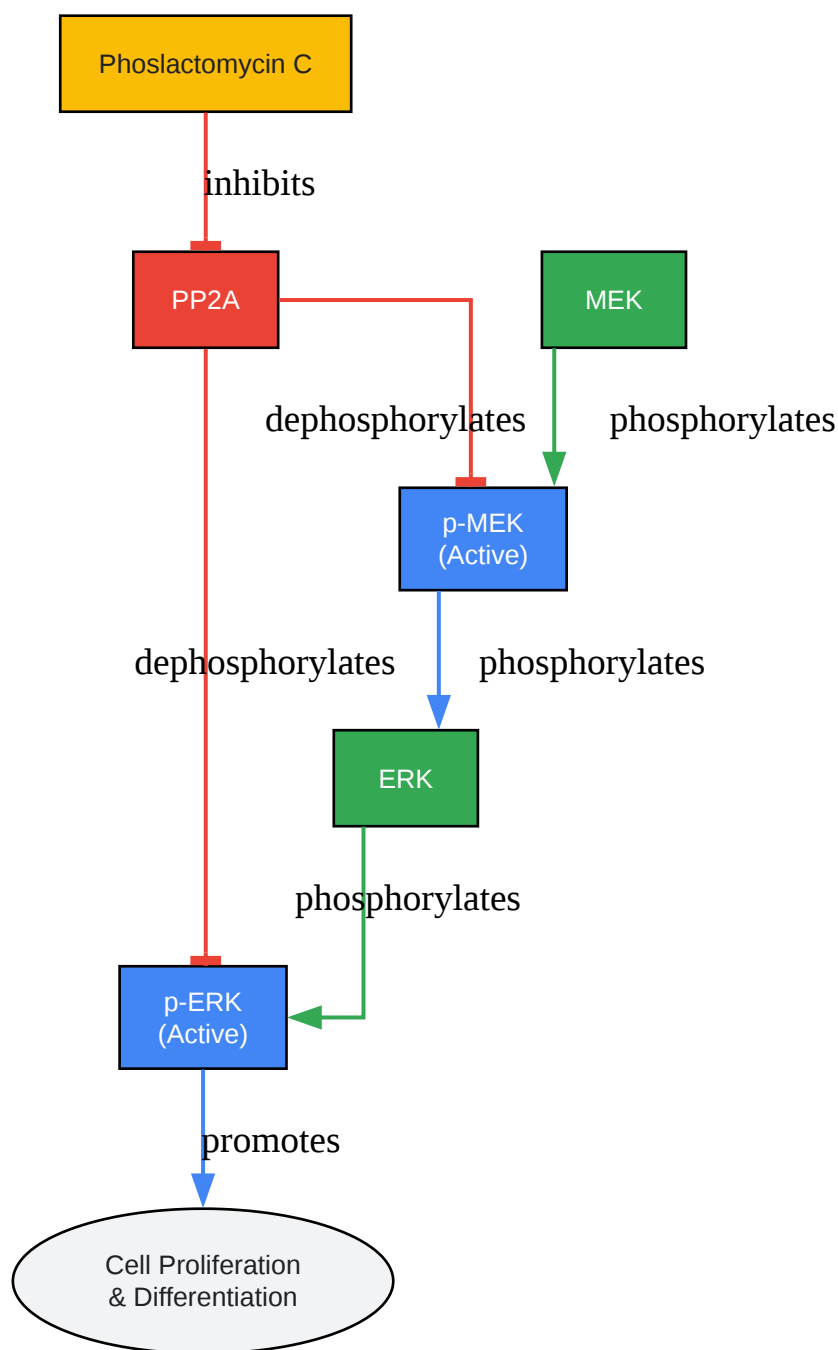 Phoslactomycin C
inhibits
PP2A
MEK
dephosphorylates
phosphorylates
p-MEK
(Active)
dephosphorylates
phosphorylates
ERK
phosphorylates
p-ERK
(Active)
promotes
Cell Proliferation
& Differentiation